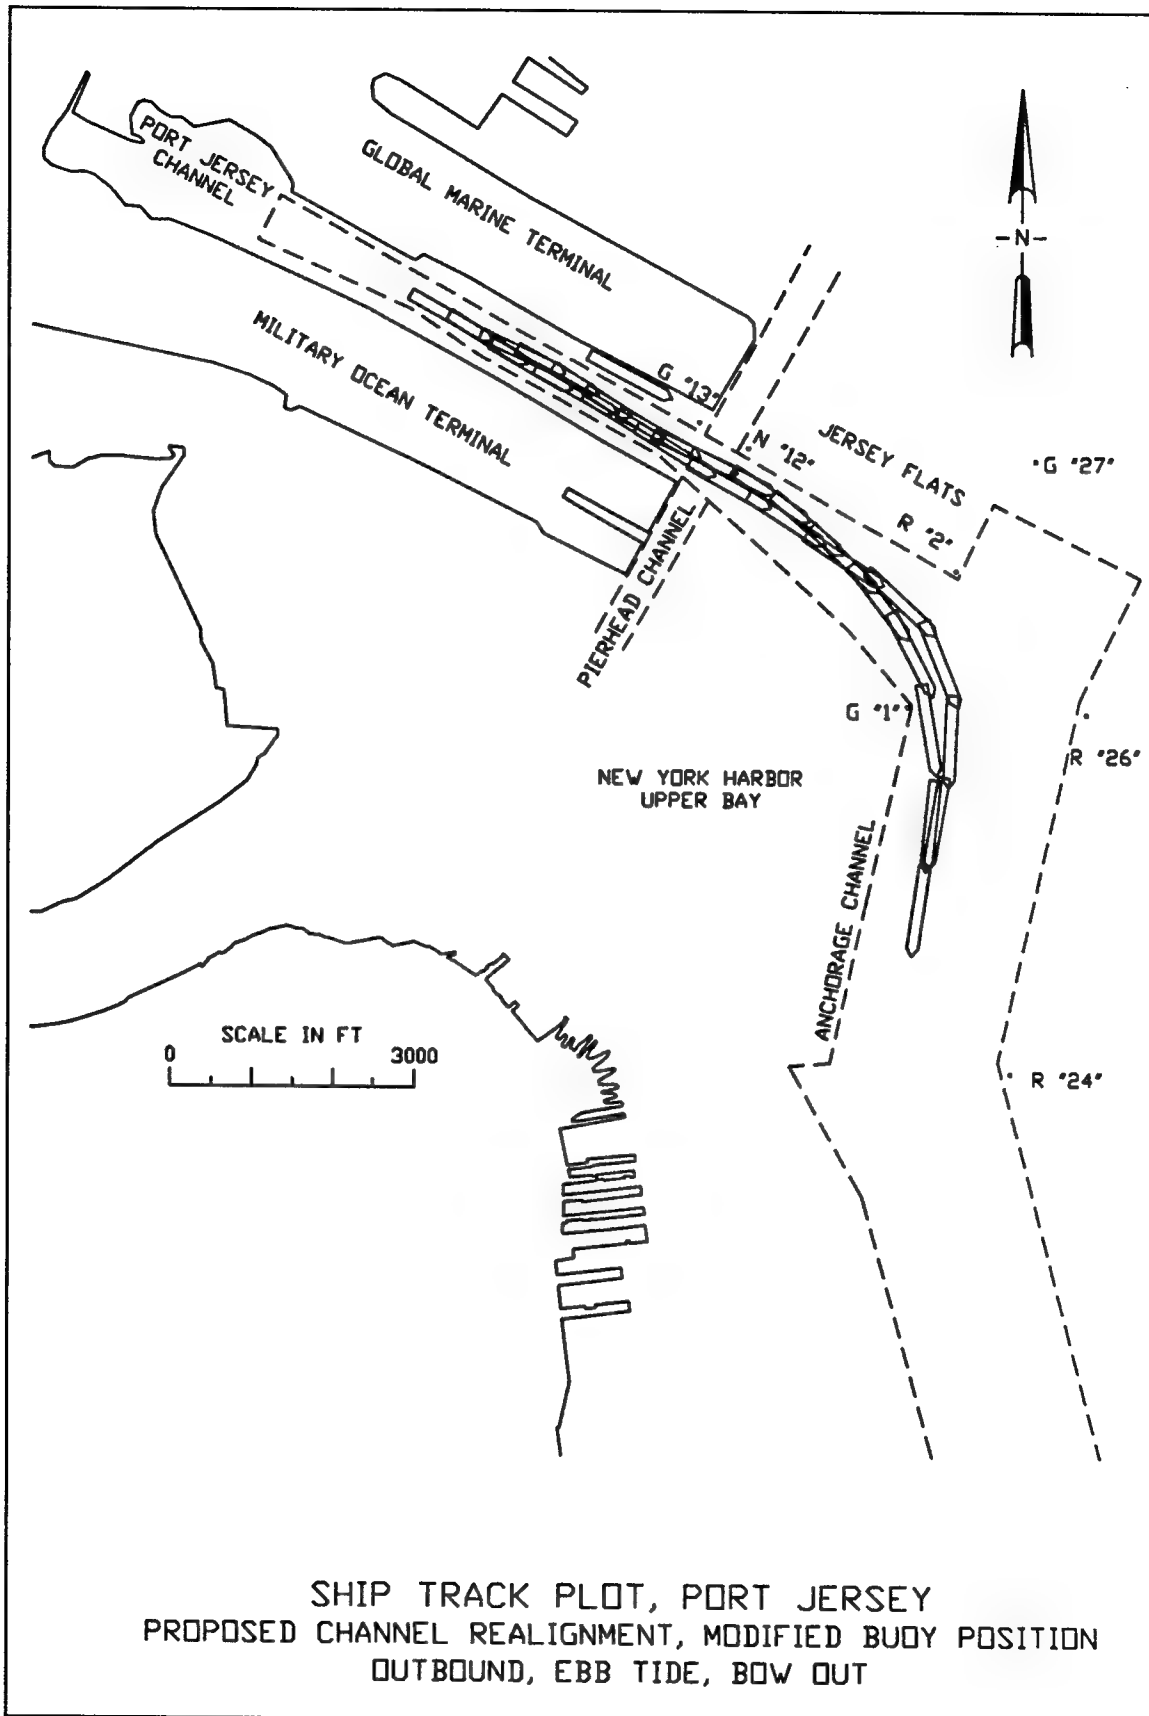 PORT JERSEY
CHANNEL
GLOBAL MARINE TERMINAL
-N-
MILITARY OCEAN TERMINAL
G "13"
N "12"
JERSEY FLATS
G "27"
R "2"
PIERHEAD CHANNEL
G "1"
R "26"
NEW YORK HARBOR
UPPER BAY
ANCHORAGE CHANNEL
SCALE IN FT
0 3000
R "24"
SHIP TRACK PLOT, PORT JERSEY
PROPOSED CHANNEL REALIGNMENT, MODIFIED BUOY POSITION
OUTBOUND, EBB TIDE, BOW OUT